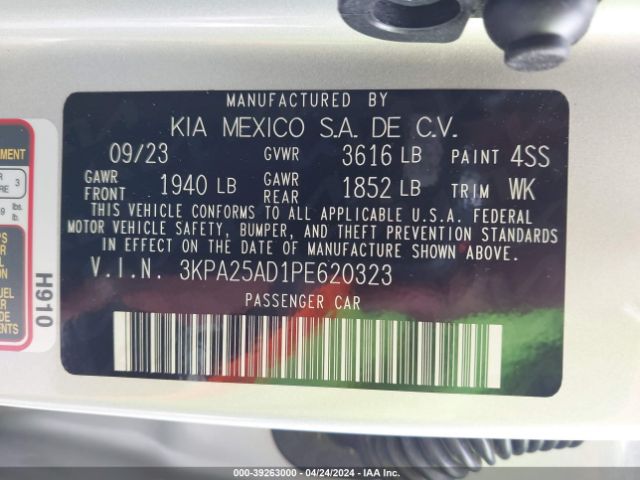 MANUFACTURED BY
KIA MEXICO S.A. DE C.V.
09/23 GVWR 3616 LB PAINT 4SS
GAWR FRONT 1940 LB GAWR REAR 1852 LB TRIM WK
THIS VEHICLE CONFORMS TO ALL APPLICABLE U.S.A. FEDERAL
MOTOR VEHICLE SAFETY, BUMPER, AND THEFT PREVENTION STANDARDS
IN EFFECT ON THE DATE OF MANUFACTURE SHOWN ABOVE.
V.I.N. 3KPA25AD1PE620323
PASSENGER CAR
H910
3
lbs.
000-39263000 - 04/24/2024 - IAA Inc.